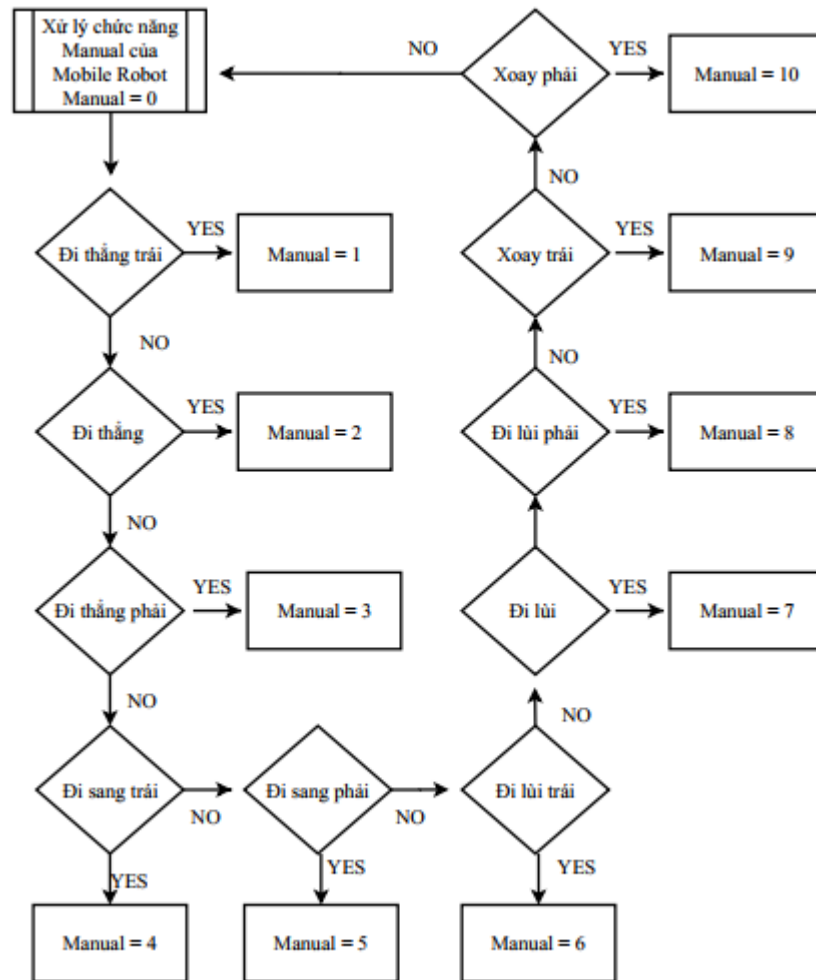 Xử lý chức năng
Manual của
Mobile Robot
Manual = 0
Đi thẳng trái
YES
Manual = 1
NO
Đi thẳng
YES
Manual = 2
NO
Đi thẳng phải
YES
Manual = 3
NO
Đi sang trái
YES
Manual = 4
NO
Đi sang phải
YES
Manual = 5
NO
Đi lùi trái
YES
Manual = 6
NO
Đi lùi
YES
Manual = 7
Đi lùi phải
YES
Manual = 8
NO
Xoay trái
YES
Manual = 9
NO
Xoay phải
YES
Manual = 10
NO